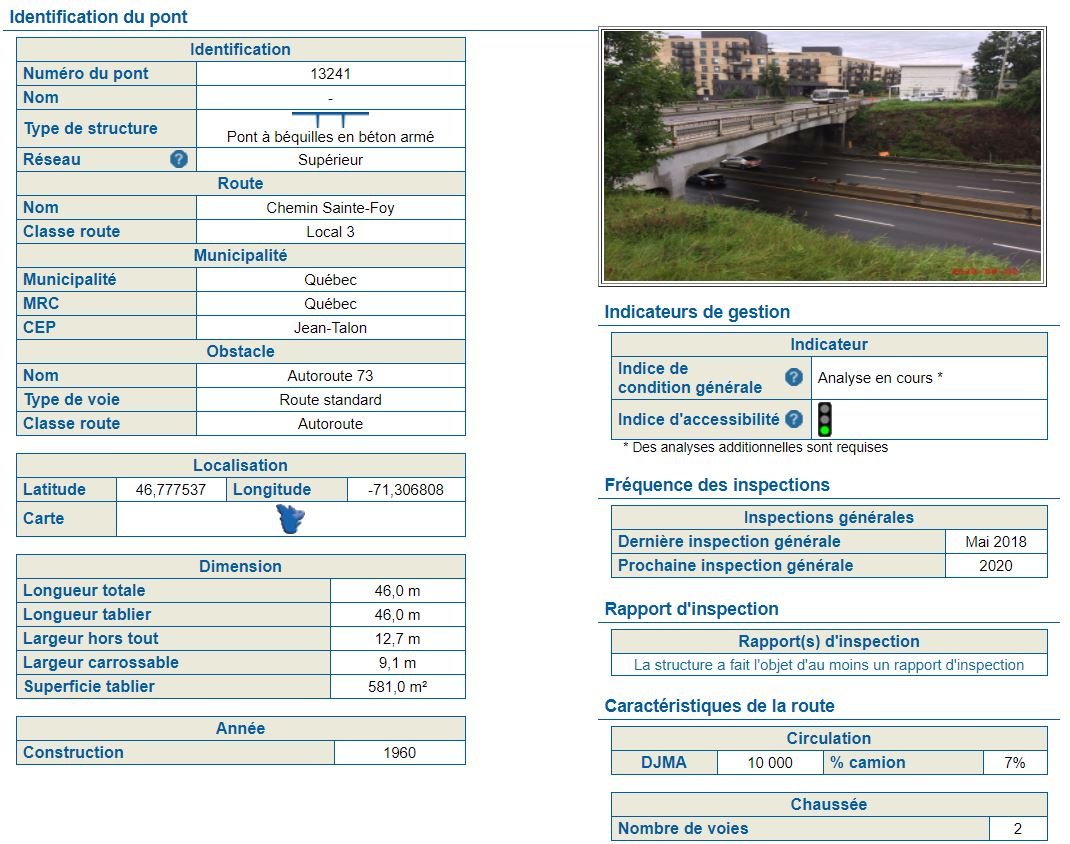 Identification du pont
Identification
Numéro du pont 13241
Nom -
Type de structure Pont à béquilles en béton armé
Réseau ? Supérieur
Route
Nom Chemin Sainte-Foy
Classe route Local 3
Municipalité
Municipalité Québec
MRC Québec
CEP Jean-Talon
Obstacle
Nom Autoroute 73
Type de voie Route standard
Classe route Autoroute
Localisation
Latitude 46,777537 Longitude -71,306808
Carte
Dimension
Longueur totale 46,0 m
Longueur tablier 46,0 m
Largeur hors tout 12,7 m
Largeur carrossable 9,1 m
Superficie tablier 581,0 m²
Année
Construction 1960
Indicateurs de gestion
Indicateur
Indice de
condition générale ? Analyse en cours *
Indice d'accessibilité ?
* Des analyses additionnelles sont requises
Fréquence des inspections
Inspections générales
Dernière inspection générale Mai 2018
Prochaine inspection générale 2020
Rapport d'inspection
Rapport(s) d'inspection
La structure a fait l'objet d'au moins un rapport d'inspection
Caractéristiques de la route
Circulation
DJMA 10 000 % camion 7%
Chaussée
Nombre de voies 2